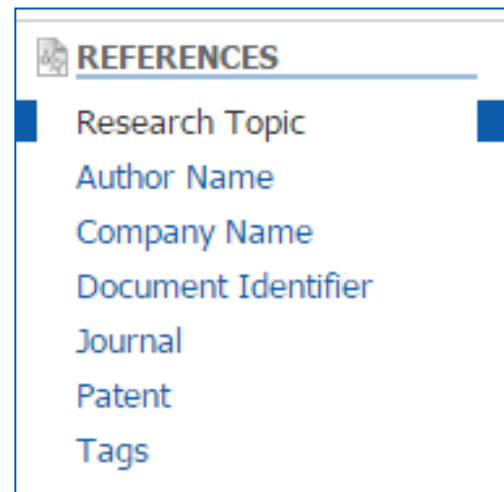 REFERENCES
Research Topic
Author Name
Company Name
Document Identifier
Journal
Patent
Tags